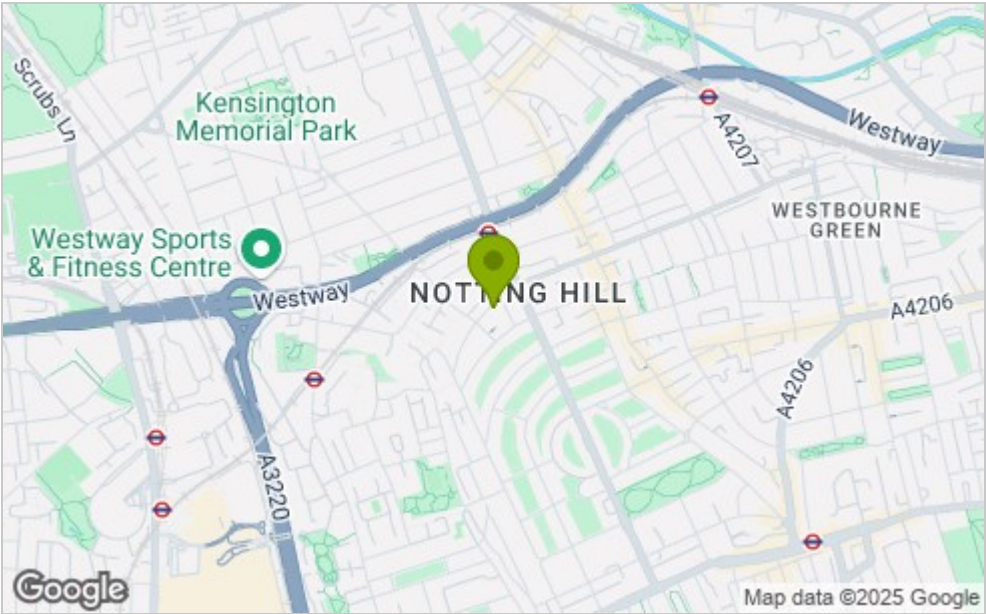 Scrubs Ln
Kensington
Memorial Park
A4207
Westway
WESTBOURNE
GREEN
Westway Sports
& Fitness Centre
Westway
NOTTING HILL
A4206
A4206
A3220
Google
Map data ©2025 Google